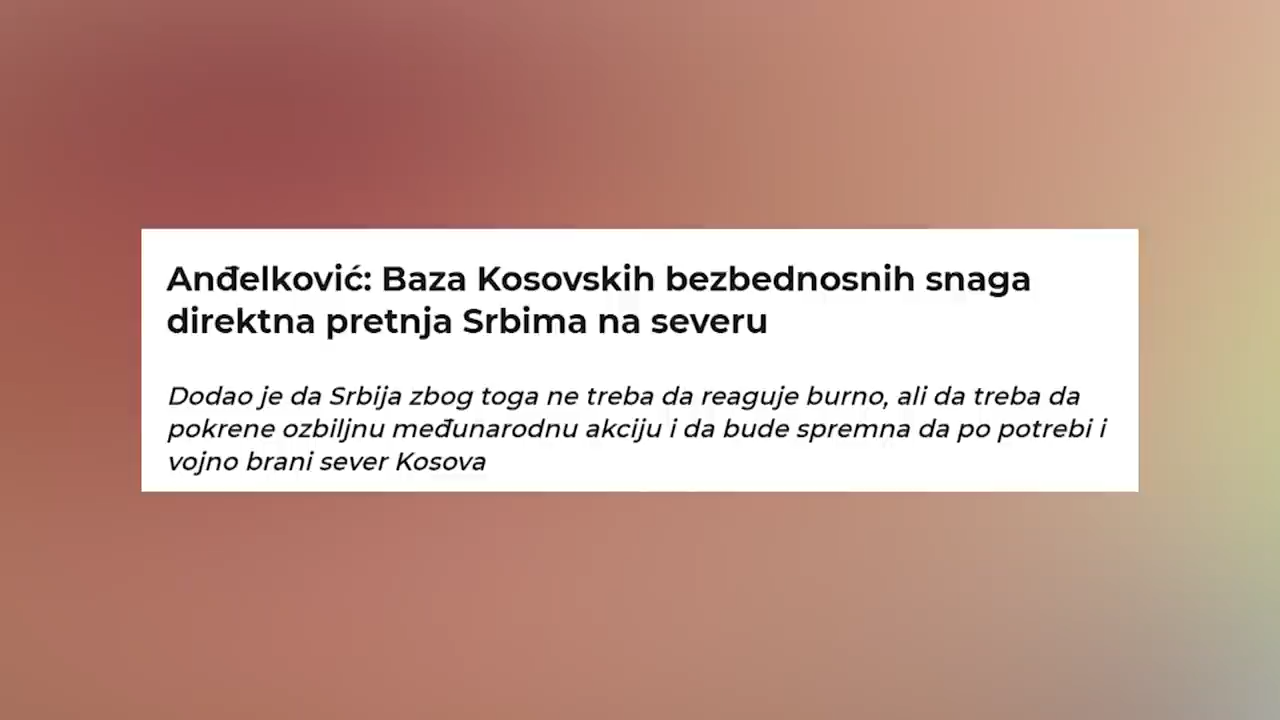 Anđelković: Baza Kosovskih bezbednosnih snaga
direktna pretnja Srbima na severu
Dodao je da Srbija zbog toga ne treba da reaguje burno, ali da treba da
pokrene ozbiljnu međunarodnu akciju i da bude spremna da po potrebi i
vojno brani sever Kosova